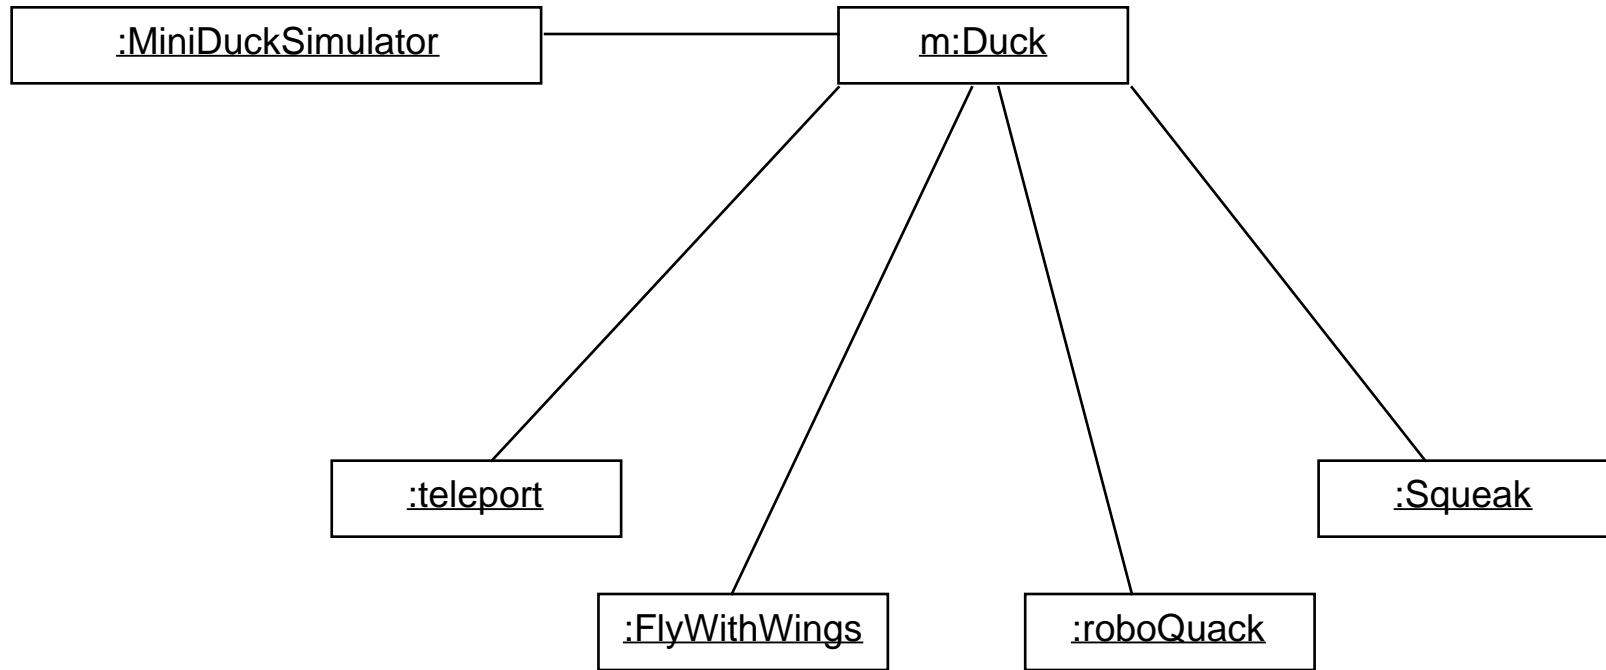 :MiniDuckSimulator
m:Duck
:teleport
:Squeak
:FlyWithWings
:roboQuack